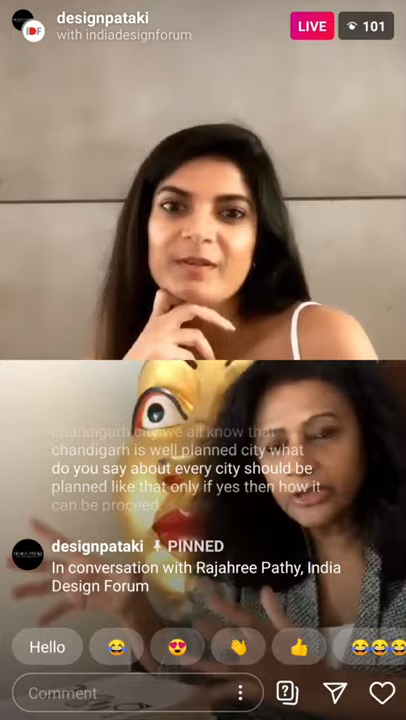 designpataki
with indiadesignforum
LIVE
101
IDF
chandigarh city we all know that
chandigarh is well planned city what
do you say about every city should be
planned like that only if yes then how it
can be proceed.
designpataki PINNED
In conversation with Rajahree Pathy, India
Design Forum
Hello
Comment